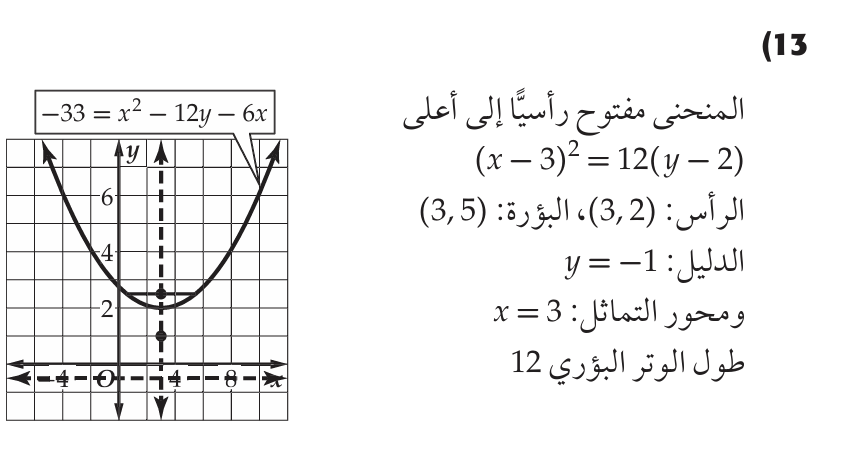 (13
المنحنى مفتوح رأسيًّا إلى أعلى
(x − 3)² = 12(y − 2)
الرأس: (3, 2)، البؤرة: (3, 5)
الدليل: y = −1
ومحور التماثل: x = 3
طول الوتر البؤري 12
−33 = x² − 12y − 6x
y
6
4
2
−4 O 4 8 x